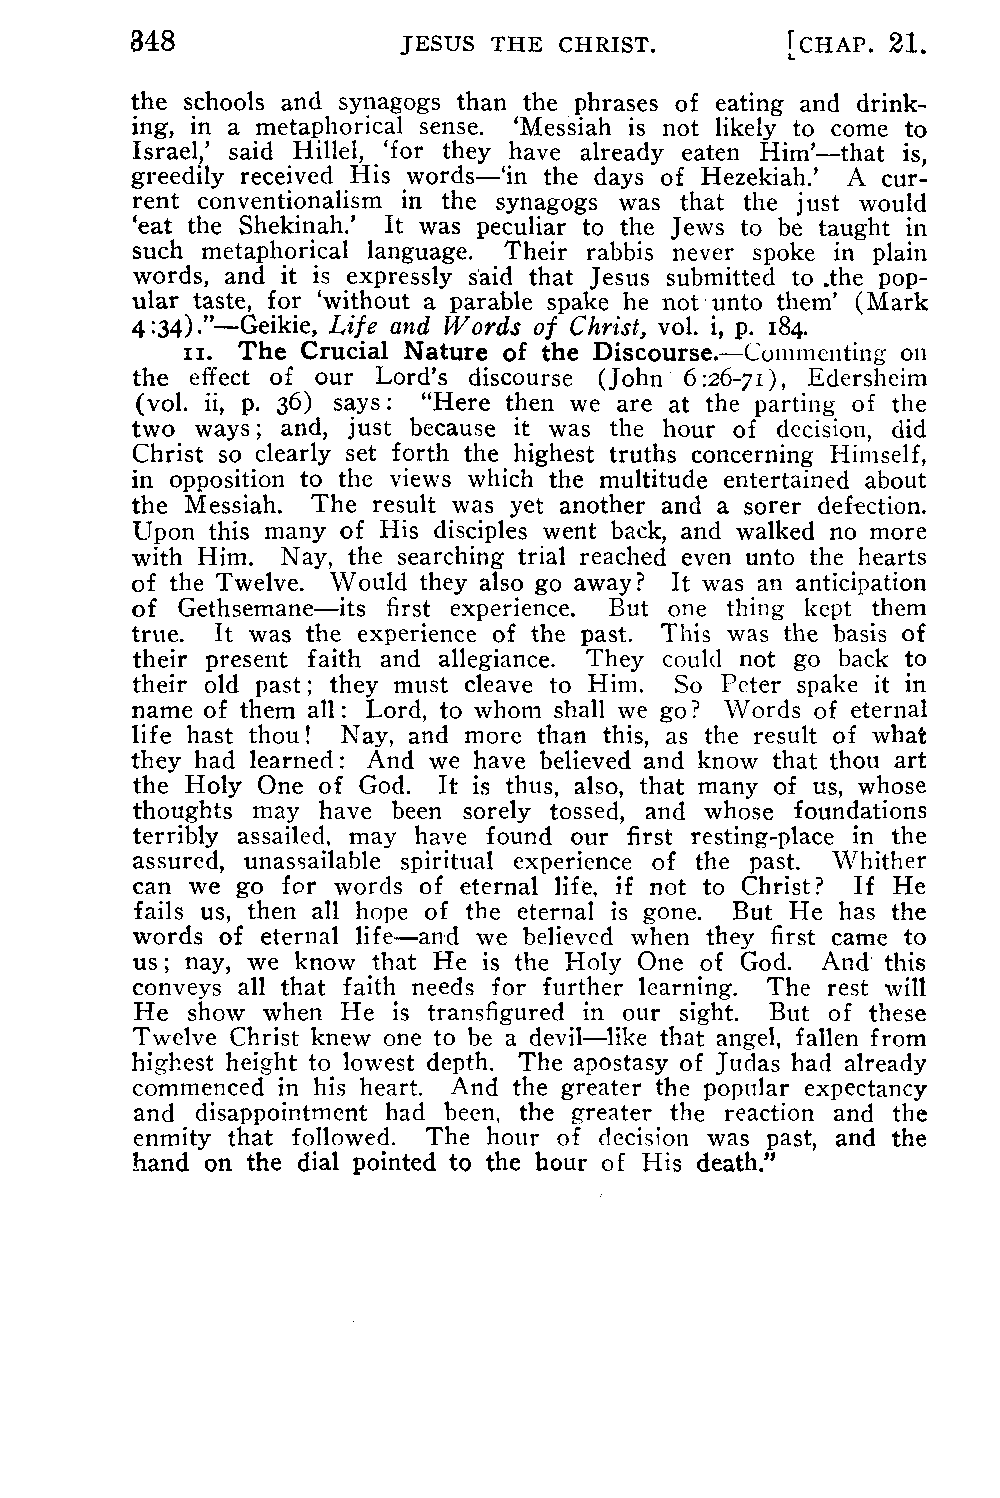 348 JESUS THE CHRIST. [CHAP. 21.
the schools and synagogs than the phrases of eating and drink-
ing, in a metaphorical sense. ‘Messiah is not likely to come to
Israel,’ said Hillel, ‘for they have already eaten Him’—that is,
greedily received His words—‘in the days of Hezekiah.’ A cur-
rent conventionalism in the synagogs was that the just would
‘eat the Shekinah.’ It was peculiar to the Jews to be taught in
such metaphorical language. Their rabbis never spoke in plain
words, and it is expressly said that Jesus submitted to .the pop-
ular taste, for ‘without a parable spake he not unto them’ (Mark
4:34).”—Geikie, Life and Words of Christ, vol. i, p. 184.
11. The Crucial Nature of the Discourse.—Commenting on
the effect of our Lord’s discourse (John 6:26-71), Edersheim
(vol. ii, p. 36) says: “Here then we are at the parting of the
two ways; and, just because it was the hour of decision, did
Christ so clearly set forth the highest truths concerning Himself,
in opposition to the views which the multitude entertained about
the Messiah. The result was yet another and a sorer defection.
Upon this many of His disciples went back, and walked no more
with Him. Nay, the searching trial reached even unto the hearts
of the Twelve. Would they also go away? It was an anticipation
of Gethsemane—its first experience. But one thing kept them
true. It was the experience of the past. This was the basis of
their present faith and allegiance. They could not go back to
their old past; they must cleave to Him. So Peter spake it in
name of them all: Lord, to whom shall we go? Words of eternal
life hast thou! Nay, and more than this, as the result of what
they had learned: And we have believed and know that thou art
the Holy One of God. It is thus, also, that many of us, whose
thoughts may have been sorely tossed, and whose foundations
terribly assailed, may have found our first resting-place in the
assured, unassailable spiritual experience of the past. Whither
can we go for words of eternal life, if not to Christ? If He
fails us, then all hope of the eternal is gone. But He has the
words of eternal life—and we believed when they first came to
us; nay, we know that He is the Holy One of God. And this
conveys all that faith needs for further learning. The rest will
He show when He is transfigured in our sight. But of these
Twelve Christ knew one to be a devil—like that angel, fallen from
highest height to lowest depth. The apostasy of Judas had already
commenced in his heart. And the greater the popular expectancy
and disappointment had been, the greater the reaction and the
enmity that followed. The hour of decision was past, and the
hand on the dial pointed to the hour of His death.”